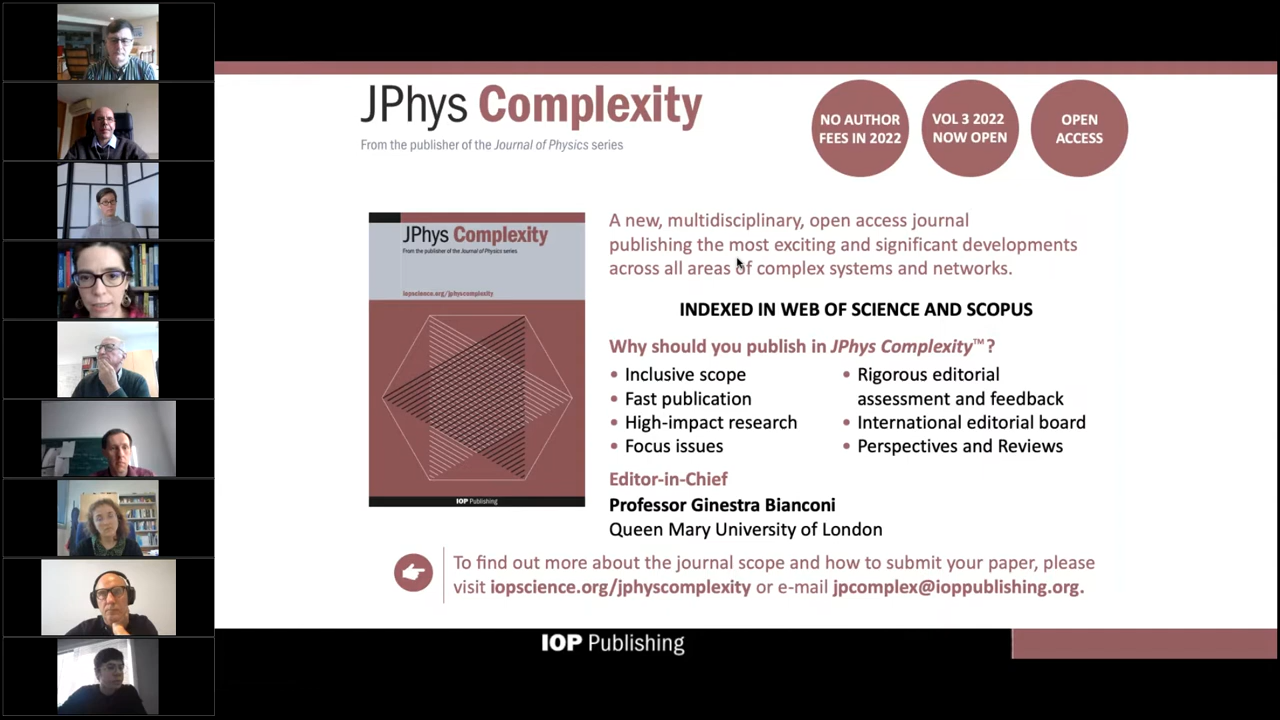 JPhys Complexity
From the publisher of the Journal of Physics series
NO AUTHOR
FEES IN 2022
VOL 3 2022
NOW OPEN
OPEN
ACCESS
JPhys Complexity
From the publisher of the Journal of Physics series
iopscience.org/jphyscomplexity
IOP Publishing
A new, multidisciplinary, open access journal
publishing the most exciting and significant developments
across all areas of complex systems and networks.
INDEXED IN WEB OF SCIENCE AND SCOPUS
Why should you publish in JPhys Complexity™?
• Inclusive scope
• Fast publication
• High-impact research
• Focus issues
• Rigorous editorial
assessment and feedback
• International editorial board
• Perspectives and Reviews
Editor-in-Chief
Professor Ginestra Bianconi
Queen Mary University of London
To find out more about the journal scope and how to submit your paper, please
visit iopscience.org/jphyscomplexity or e-mail jpcomplex@ioppublishing.org.
IOP Publishing